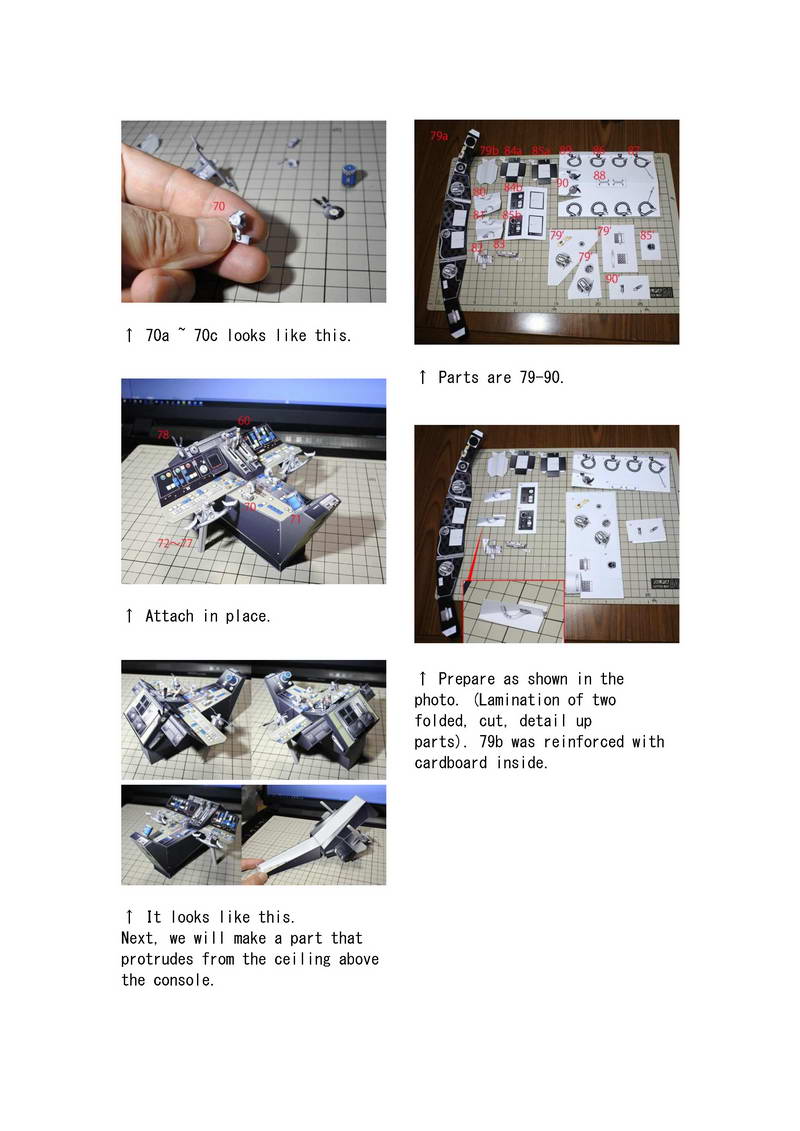 70
↑ 70a ~ 70c looks like this.
78
60
70
71
72~77
↑ Attach in place.
↑ It looks like this.
Next, we will make a part that
protrudes from the ceiling above
the console.
79a
79b 84a 85a 89 86 87
80
84b
90
88
81
85b
82
83
79'
79'
79'
85'
90'
↑ Parts are 79-90.
↑ Prepare as shown in the
photo. (Lamination of two
folded, cut, detail up
parts). 79b was reinforced with
cardboard inside.